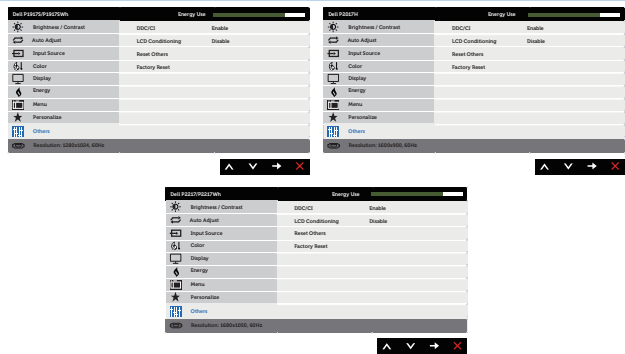 Dell P1917S/P1917SWh Energy Use
Brightness / Contrast DDC/CI Enable
Auto Adjust LCD Conditioning Disable
Input Source Reset Others
Color Factory Reset
Display
Energy
Menu
Personalize
Others
Resolution: 1280x1024, 60Hz
Dell P2017H Energy Use
Brightness / Contrast DDC/CI Enable
Auto Adjust LCD Conditioning Disable
Input Source Reset Others
Color Factory Reset
Display
Energy
Menu
Personalize
Others
Resolution: 1600x900, 60Hz
Dell P2217/P2217Wh Energy Use
Brightness / Contrast DDC/CI Enable
Auto Adjust LCD Conditioning Disable
Input Source Reset Others
Color Factory Reset
Display
Energy
Menu
Personalize
Others
Resolution: 1680x1050, 60Hz